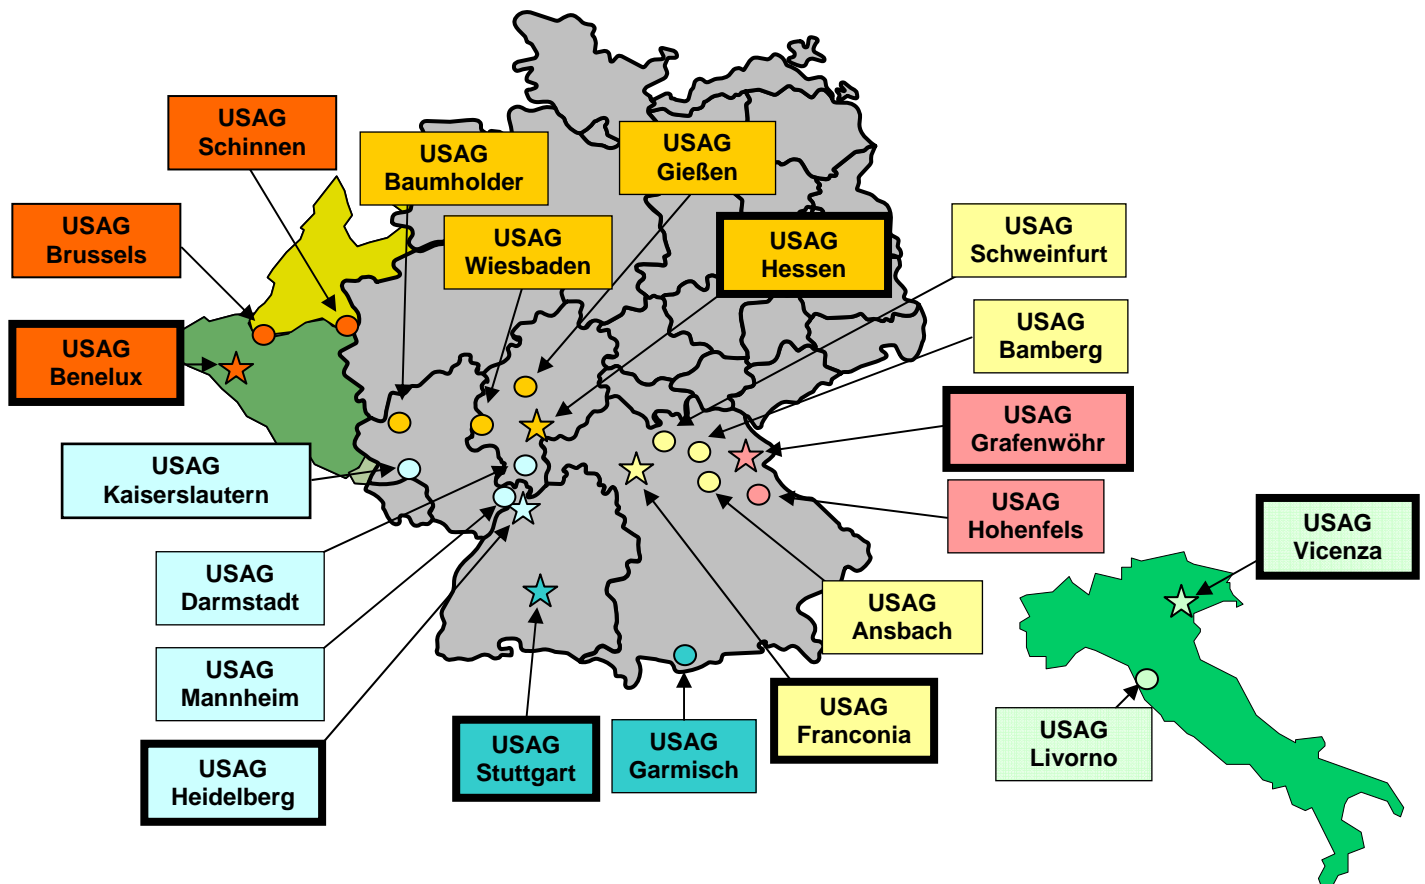 USAG
Schinnen
USAG
Baumholder
USAG
Gießen
USAG
Brussels
USAG
Wiesbaden
USAG
Hessen
USAG
Schweinfurt
USAG
Benelux
USAG
Bamberg
USAG
Kaiserslautern
USAG
Grafenwöhr
USAG
Hohenfels
USAG
Vicenza
USAG
Darmstadt
USAG
Ansbach
USAG
Mannheim
USAG
Franconia
USAG
Livorno
USAG
Heidelberg
USAG
Stuttgart
USAG
Garmisch